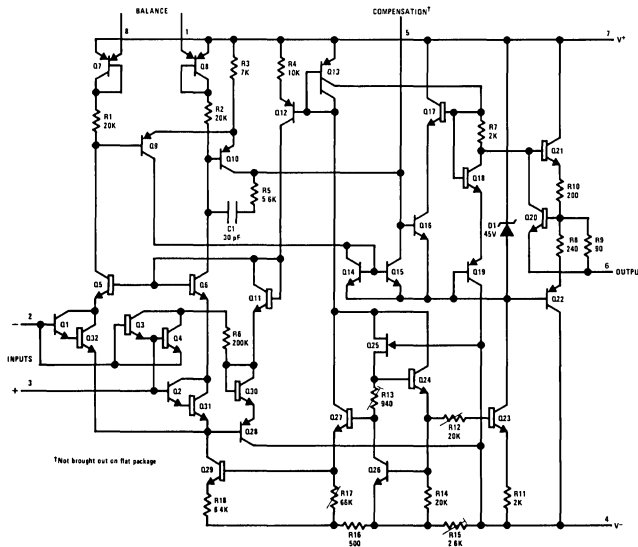 BALANCE
COMPENSATION†
8
1
5
7 V+
Q7
Q8
R3
7K
R4
10K
Q13
R1
20K
R2
20K
Q12
Q17
R7
2K
Q9
Q10
Q21
Q18
R5
5 6K
R10
200
Q20
C1
30 pF
D1
45V
Q16
R8
240
R9
90
6
OUTPUT
Q14
Q15
Q19
Q5
Q6
Q11
Q22
2
−
Q1
Q3
Q4
Q32
R6
200K
Q25
INPUTS
Q24
3
+
Q2
Q30
R13
940
Q31
Q27
R12
20K
Q23
Q28
†Not brought out on flat package
Q29
Q26
R18
6 4K
R17
66K
R14
20K
R11
2K
R16
500
R15
2 6K
4 V−